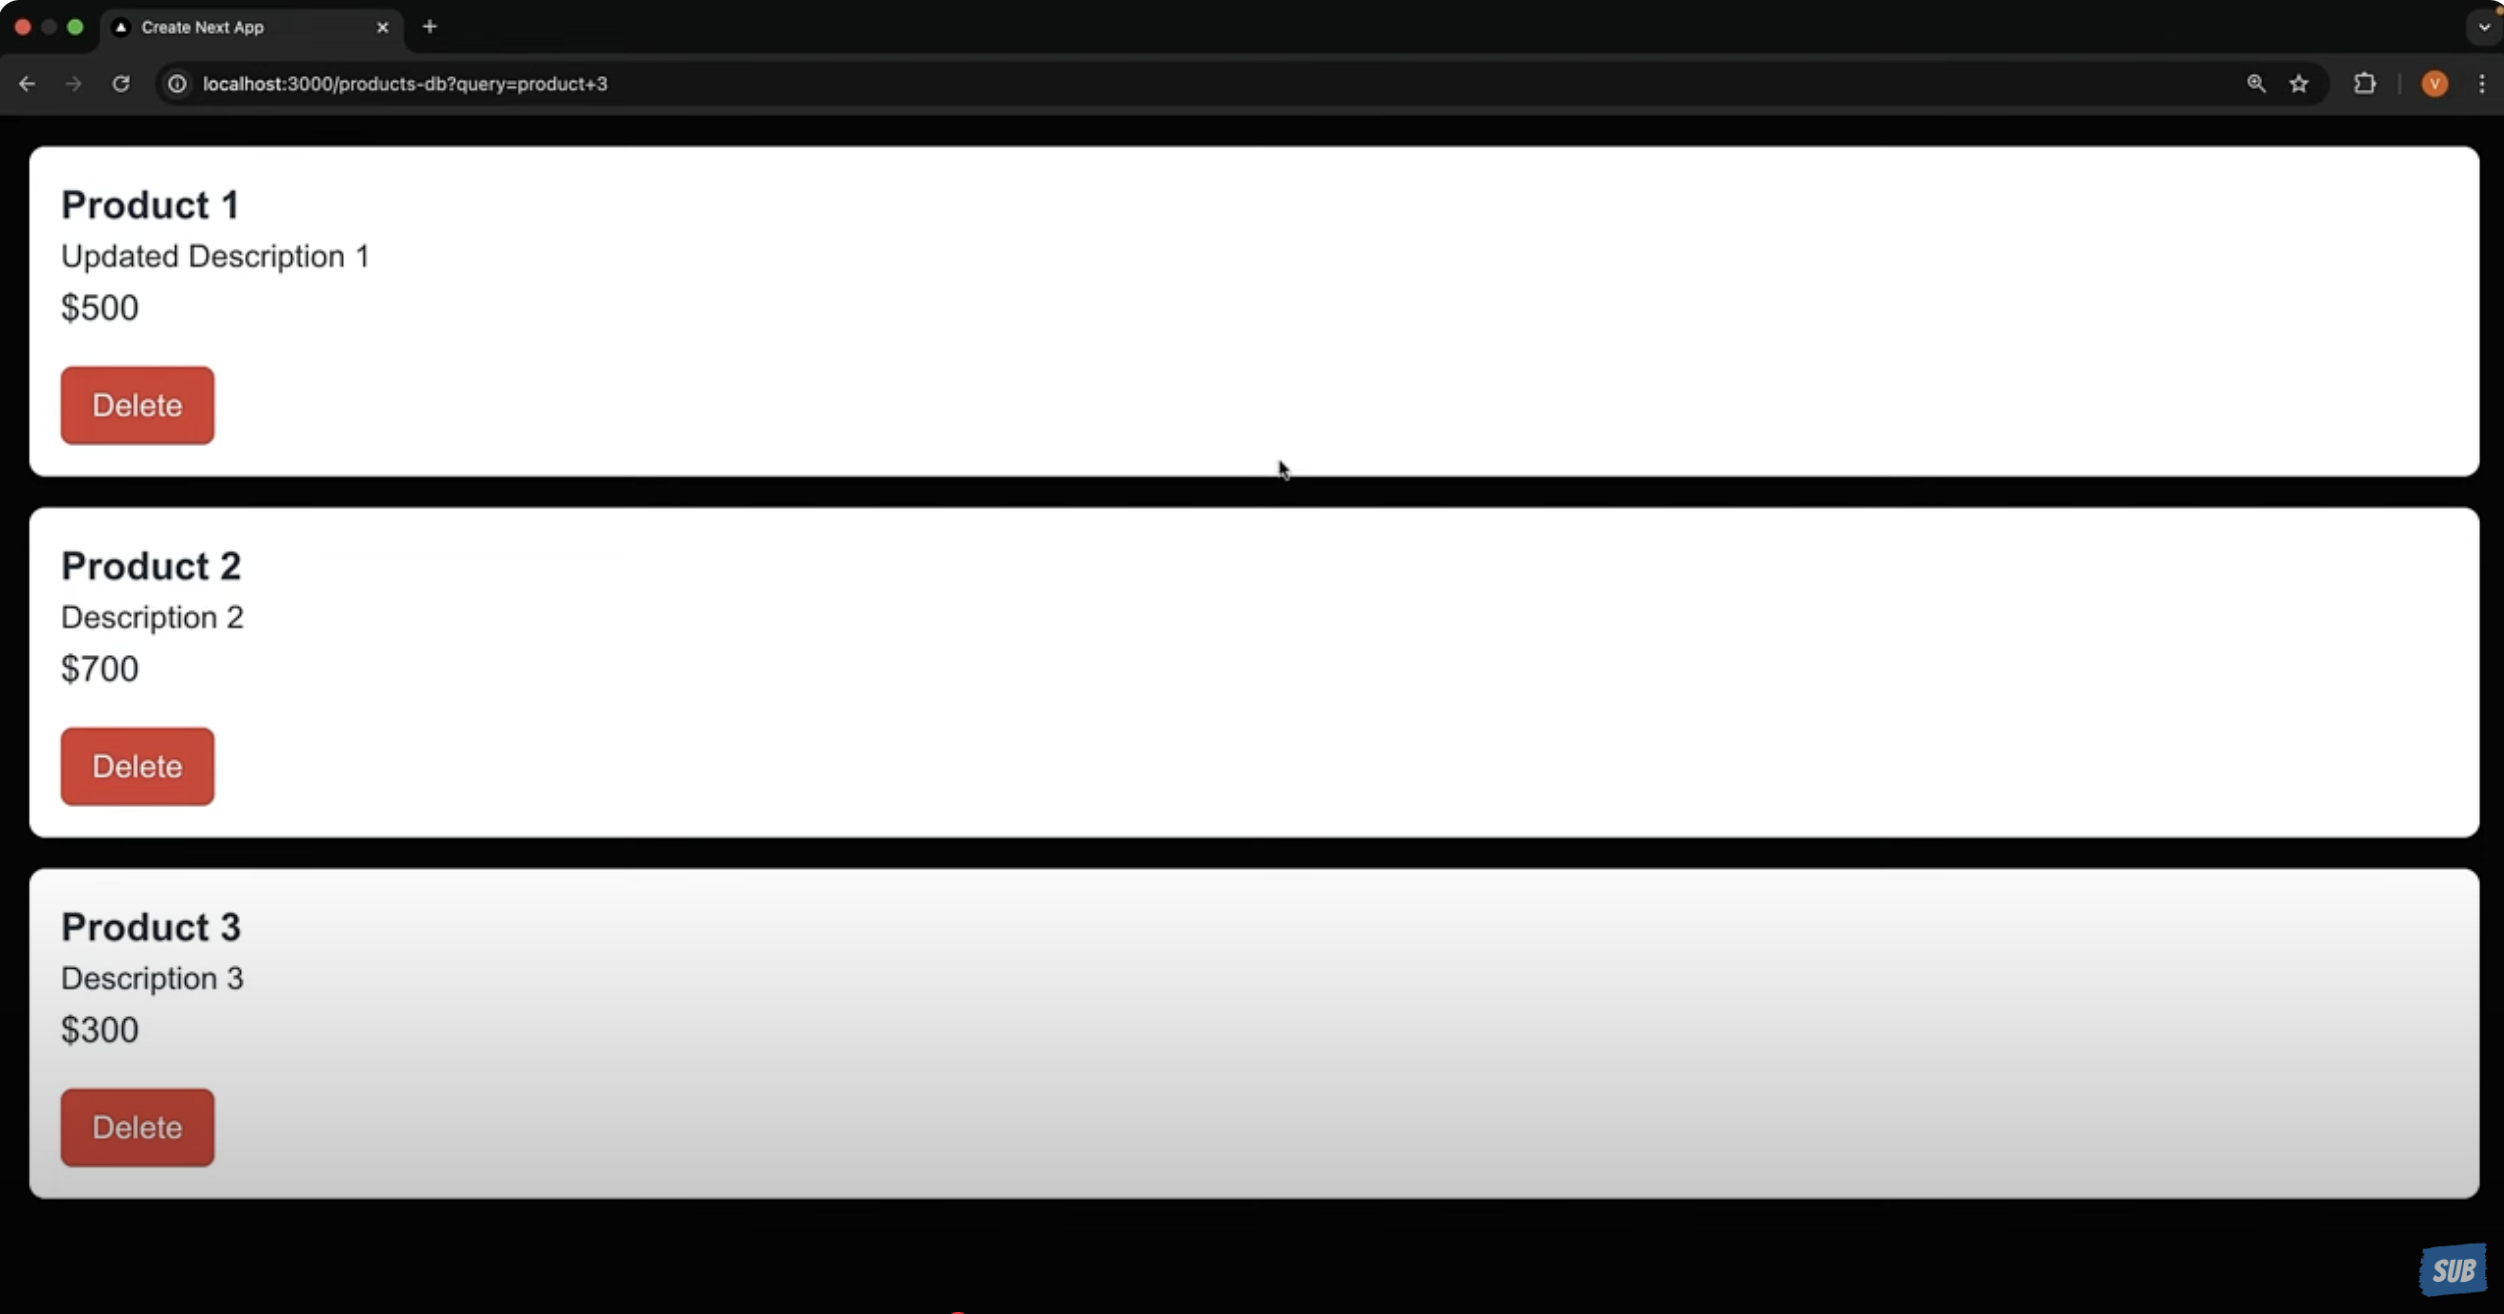 Create Next App
localhost:3000/products-db?query=product+3
V
Product 1
Updated Description 1
$500
Delete
Product 2
Description 2
$700
Delete
Product 3
Description 3
$300
Delete
SUB